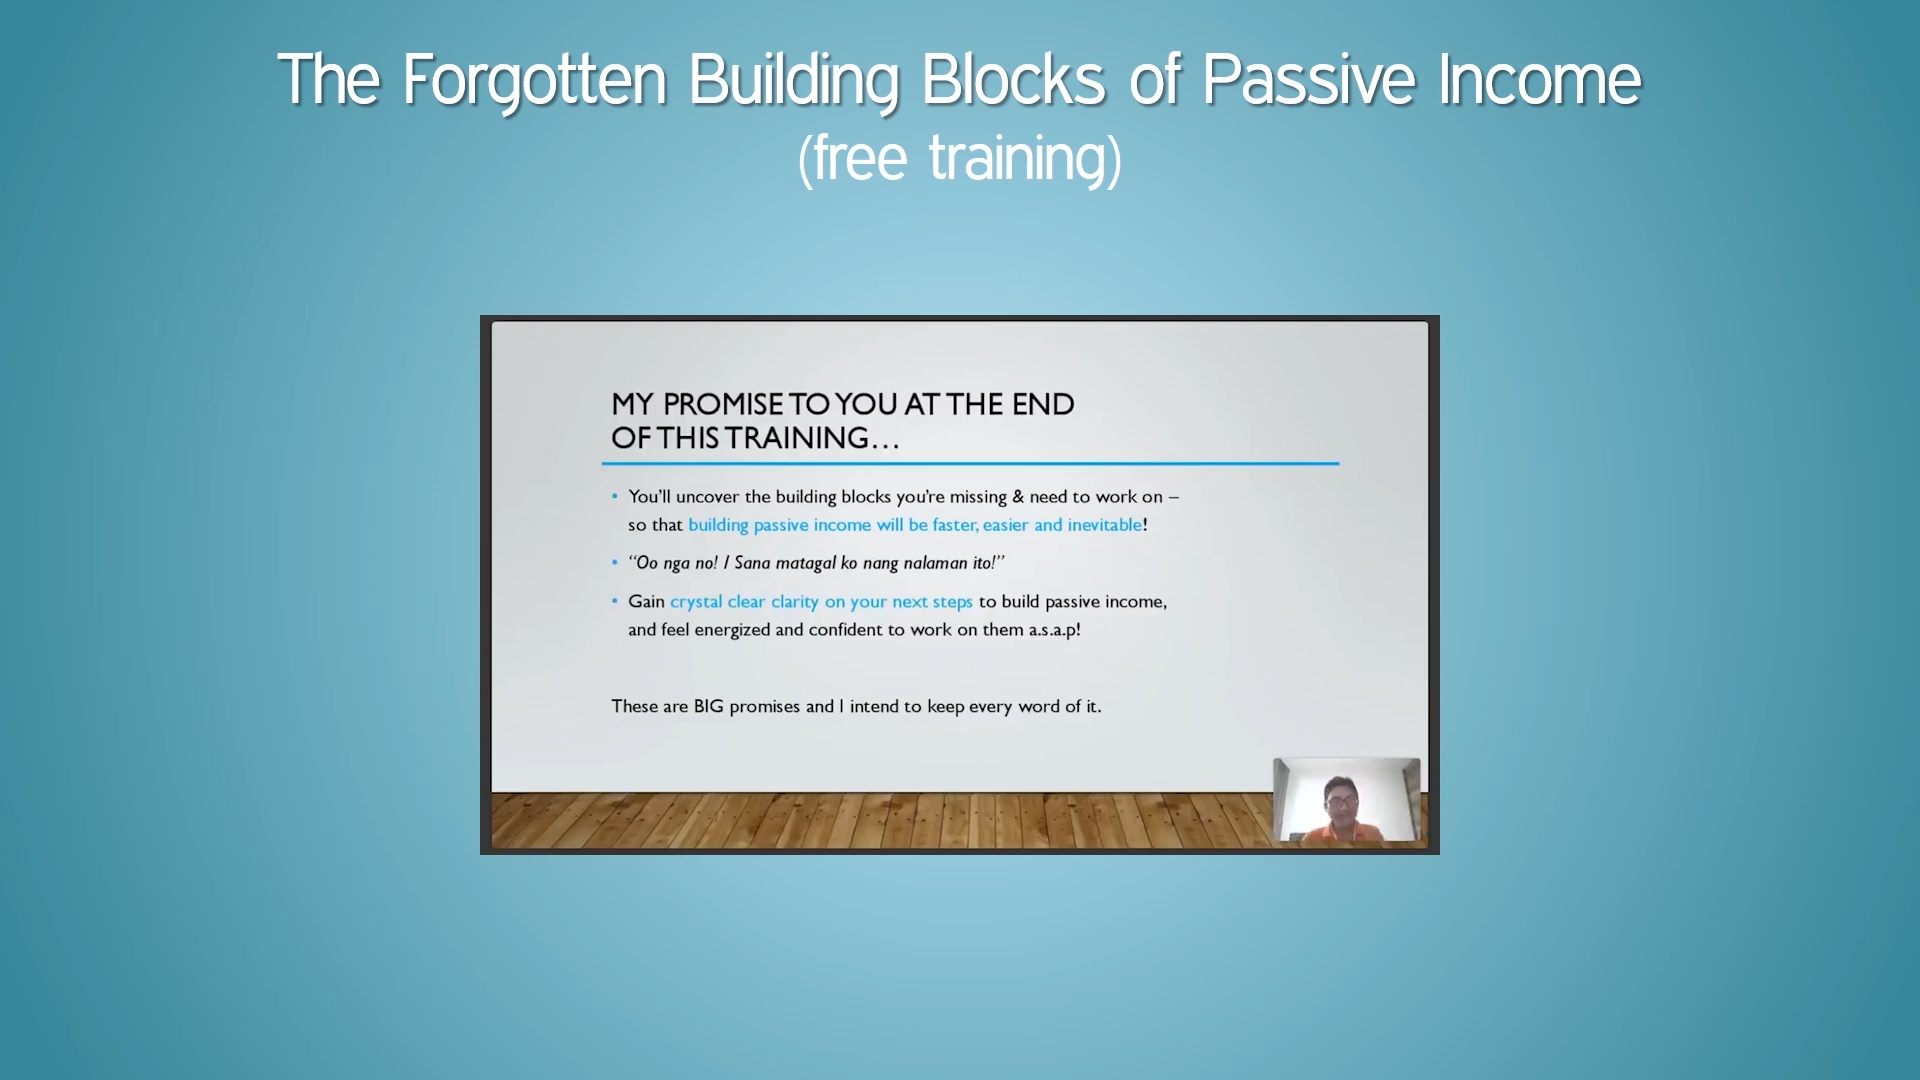 The Forgotten Building Blocks of Passive Income
(free training)
MY PROMISE TO YOU AT THE END
OF THIS TRAINING…
• You'll uncover the building blocks you're missing & need to work on –
so that building passive income will be faster, easier and inevitable!
• “Oo nga no! / Sana matagal ko nang nalaman ito!”
• Gain crystal clear clarity on your next steps to build passive income,
and feel energized and confident to work on them a.s.a.p!
These are BIG promises and I intend to keep every word of it.